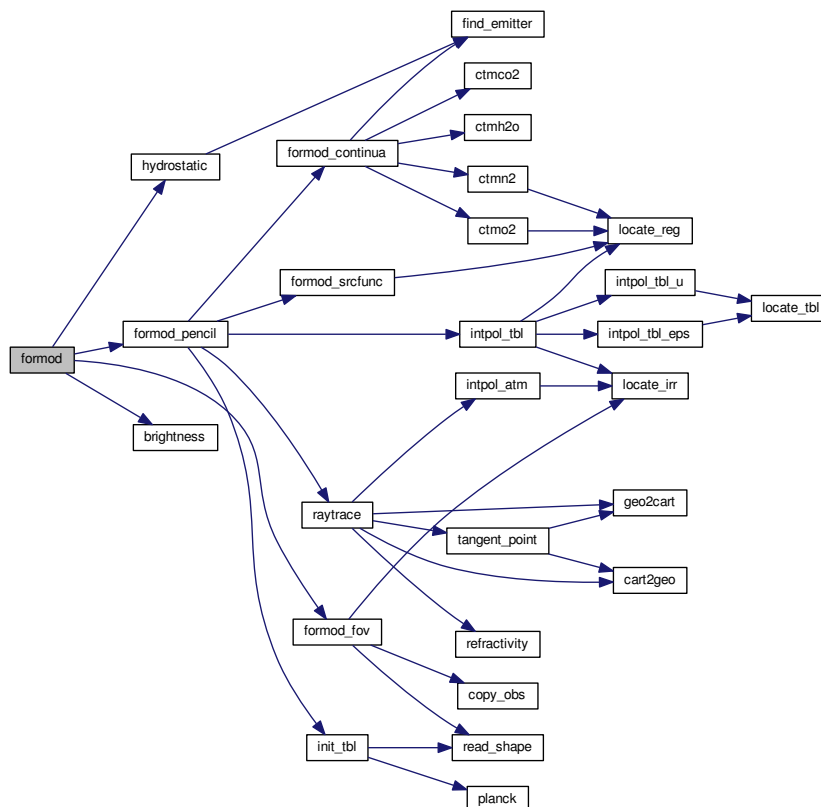 find_emitter
ctmco2
ctmh2o
formod_continua
hydrostatic
ctmn2
ctmo2
locate_reg
formod_srcfunc
intpol_tbl_u
locate_tbl
formod_pencil
intpol_tbl
intpol_tbl_eps
formod
intpol_atm
locate_irr
brightness
geo2cart
raytrace
tangent_point
cart2geo
formod_fov
refractivity
copy_obs
init_tbl
read_shape
planck